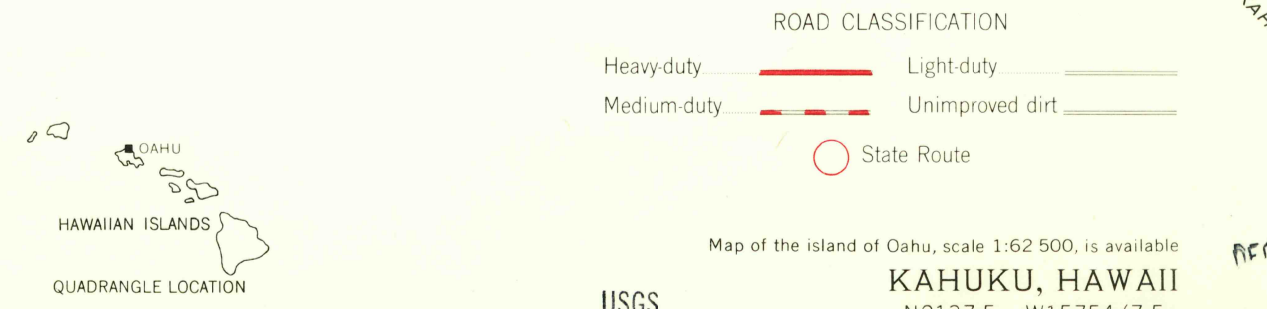 ROAD CLASSIFICATION
Heavy-duty Light-duty
Medium-duty Unimproved dirt
State Route
OAHU
HAWAIIAN ISLANDS
QUADRANGLE LOCATION
Map of the island of Oahu, scale 1:62 500, is available
KAHUKU, HAWAII
USGS